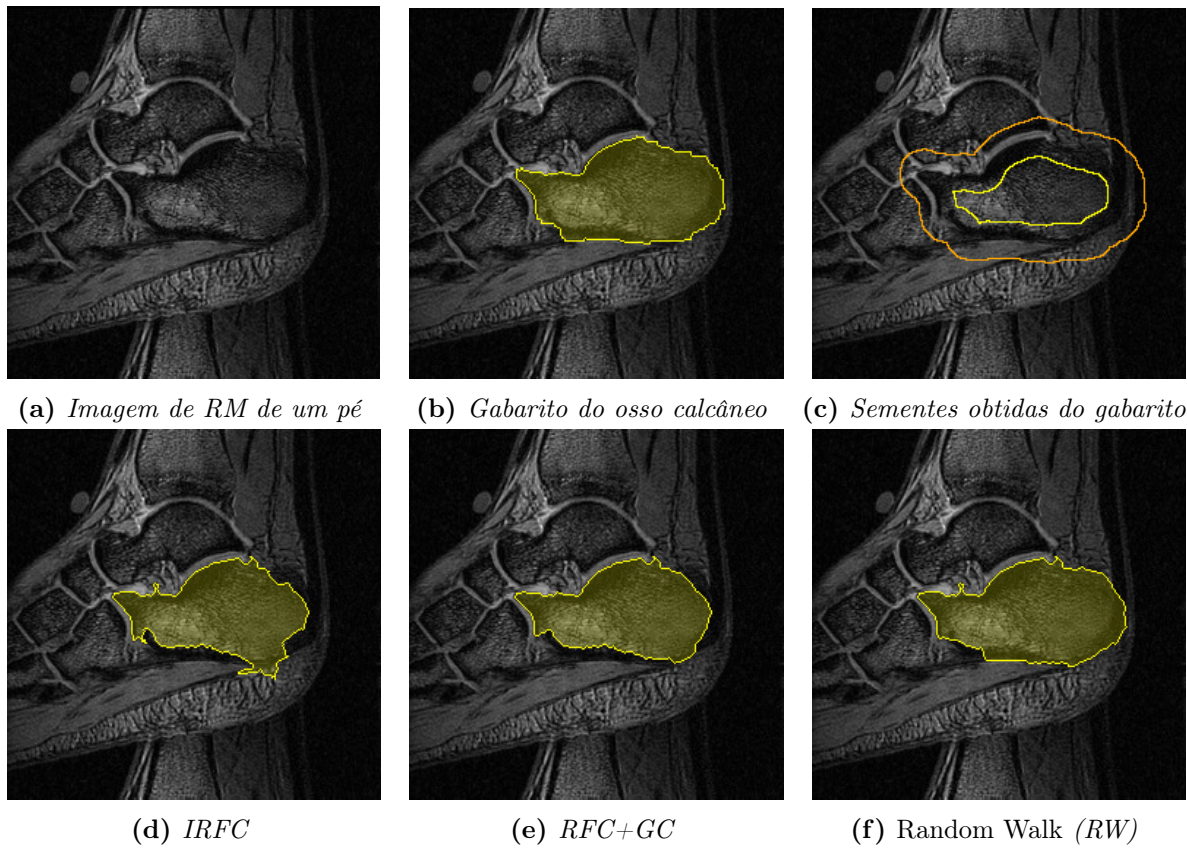 (a) Imagem de RM de um pé
(b) Gabarito do osso calcâneo
(c) Sementes obtidas do gabarito
(d) IRFC
(e) RFC+GC
(f) Random Walk (RW)